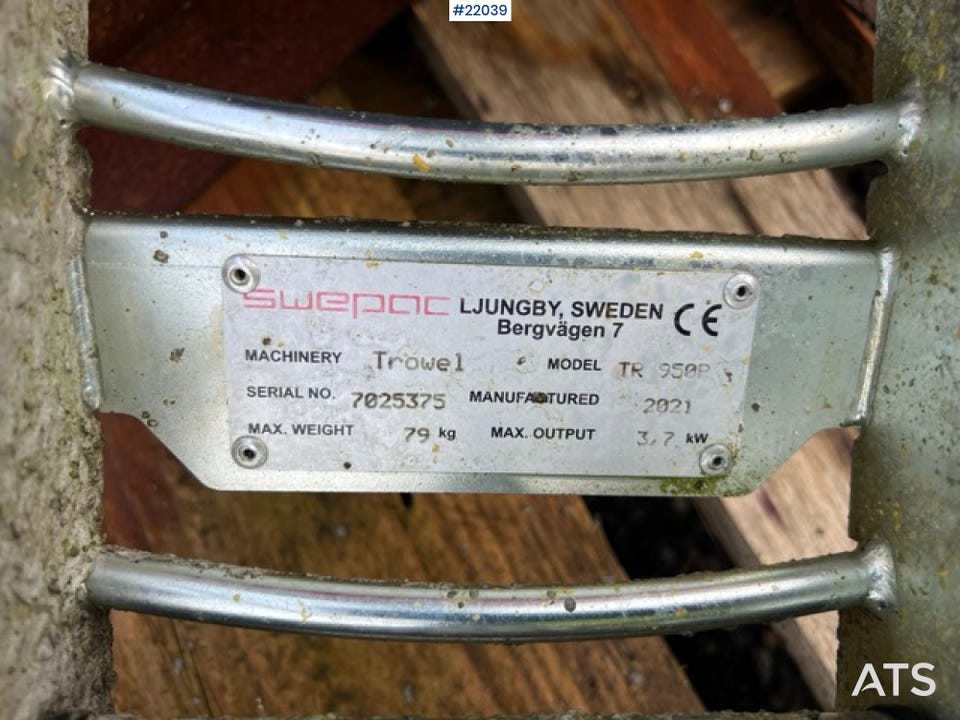 #22039
swepac LJUNGBY, SWEDEN CE
Bergvägen 7
MACHINERY Trowel MODEL TR 950P
SERIAL NO. 7025375 MANUFACTURED 2021
MAX. WEIGHT 79 kg MAX. OUTPUT 3,7 kW
ATS